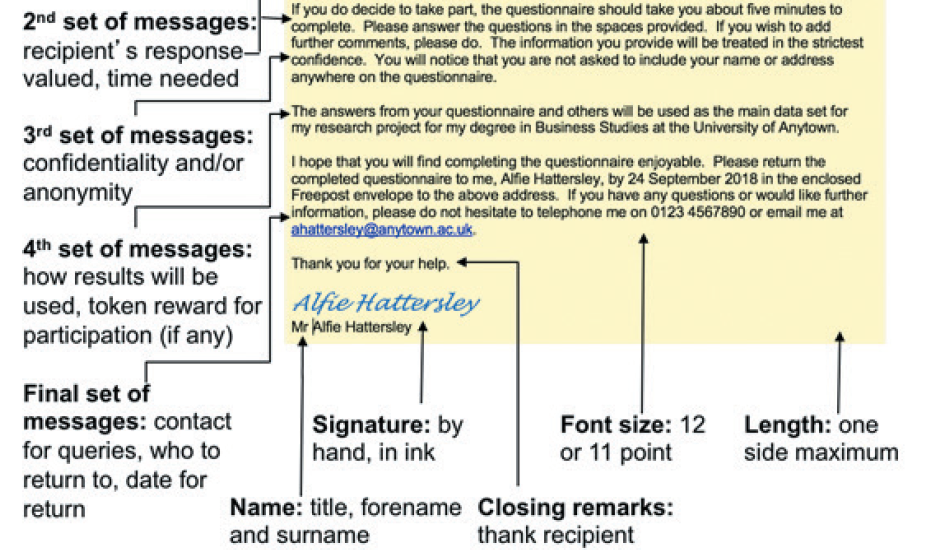 2nd set of messages:
recipient's response
valued, time needed
3rd set of messages:
confidentiality and/or
anonymity
4th set of messages:
how results will be
used, token reward for
participation (if any)
Final set of
messages: contact
for queries, who to
return to, date for
return
If you do decide to take part, the questionnaire should take you about five minutes to
complete. Please answer the questions in the spaces provided. If you wish to add
further comments, please do. The information you provide will be treated in the strictest
confidence. You will notice that you are not asked to include your name or address
anywhere on the questionnaire.
The answers from your questionnaire and others will be used as the main data set for
my research project for my degree in Business Studies at the University of Anytown.
I hope that you will find completing the questionnaire enjoyable. Please return the
completed questionnaire to me, Alfie Hattersley, by 24 September 2018 in the enclosed
Freepost envelope to the above address. If you have any questions or would like further
information, please do not hesitate to telephone me on 0123 4567890 or email me at
ahattersley@anytown.ac.uk.
Thank you for your help.
Alfie Hattersley
Mr Alfie Hattersley
Signature: by
hand, in ink
Font size: 12
or 11 point
Length: one
side maximum
Name: title, forename
and surname
Closing remarks:
thank recipient